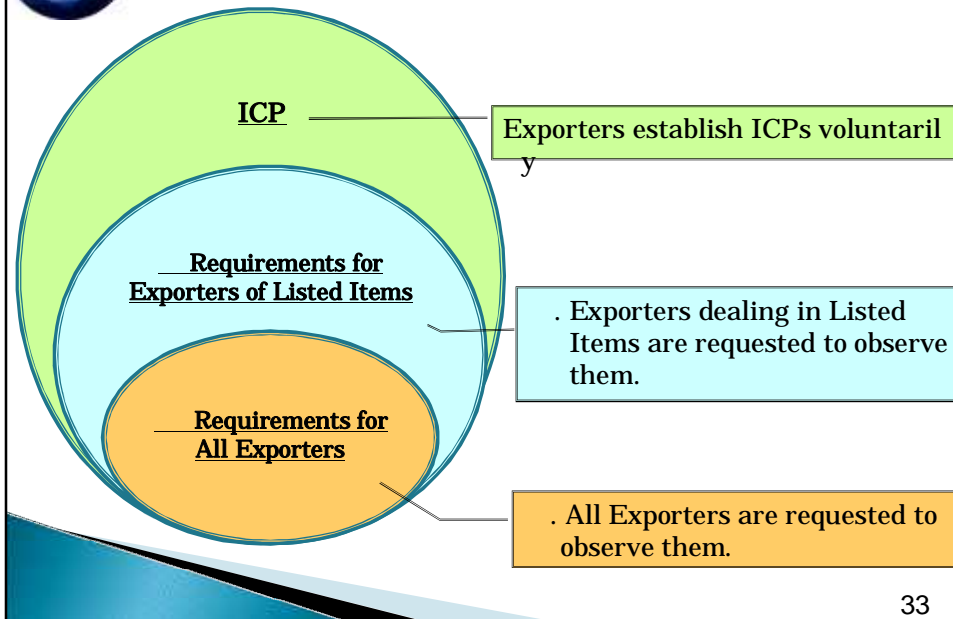 ICP
Exporters establish ICPs voluntaril
y
Requirements for
Exporters of Listed Items
. Exporters dealing in Listed
Items are requested to observe
them.
Requirements for
All Exporters
. All Exporters are requested to
observe them.
33